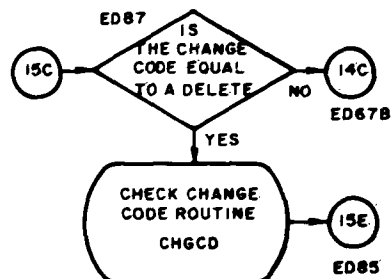 ED87
IS
THE CHANGE
CODE EQUAL
TO A DELETE
15C
14C
NO
ED67B
YES
CHECK CHANGE
CODE ROUTINE
CHGCD
15E
ED85